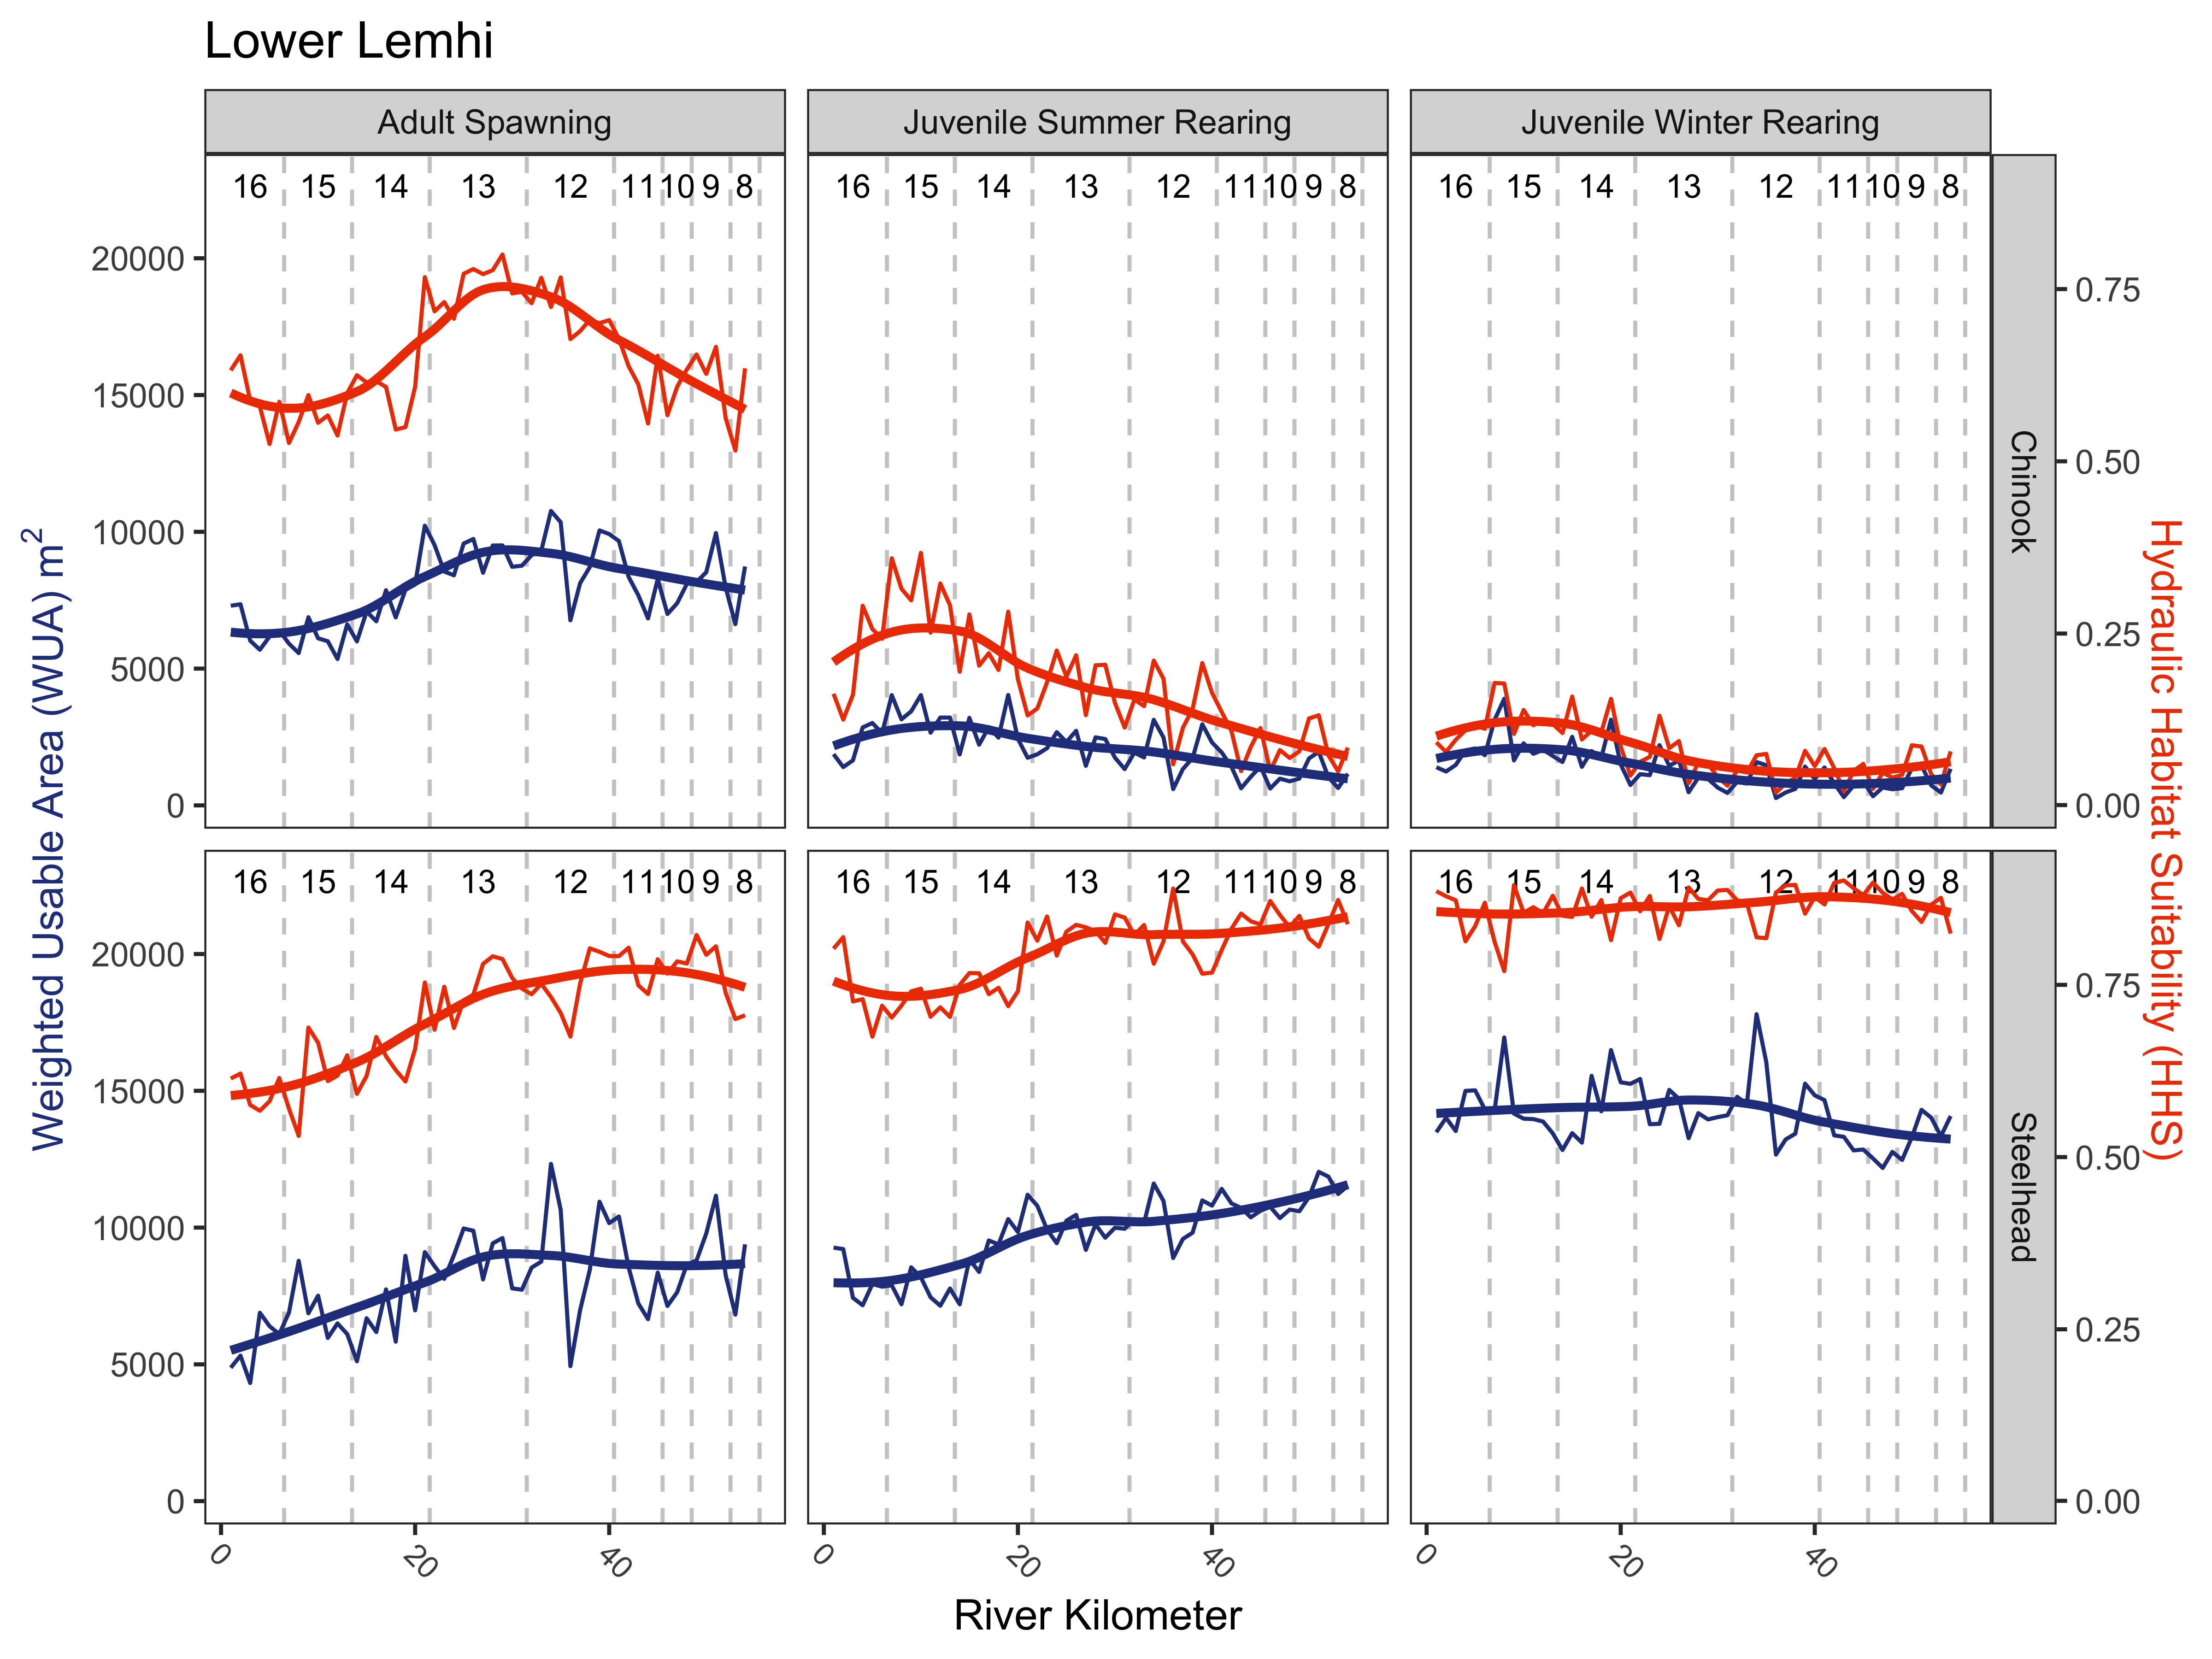 Lower Lemhi
Adult Spawning
Juvenile Summer Rearing
Juvenile Winter Rearing
16 15 14 13 12 11 10 9 8
16 15 14 13 12 11 10 9 8
16 15 14 13 12 11 10 9 8
20000
15000
10000
5000
0
0.75
0.50
0.25
0.00
Chinook
16 15 14 13 12 11 10 9 8
16 15 14 13 12 11 10 9 8
16 15 14 13 12 11 10 9 8
20000
15000
10000
5000
0
0.75
0.50
0.25
0.00
Steelhead
0 20 40
0 20 40
0 20 40
River Kilometer
Weighted Usable Area (WUA) m²
Hydraulic Habitat Suitability (HHS)